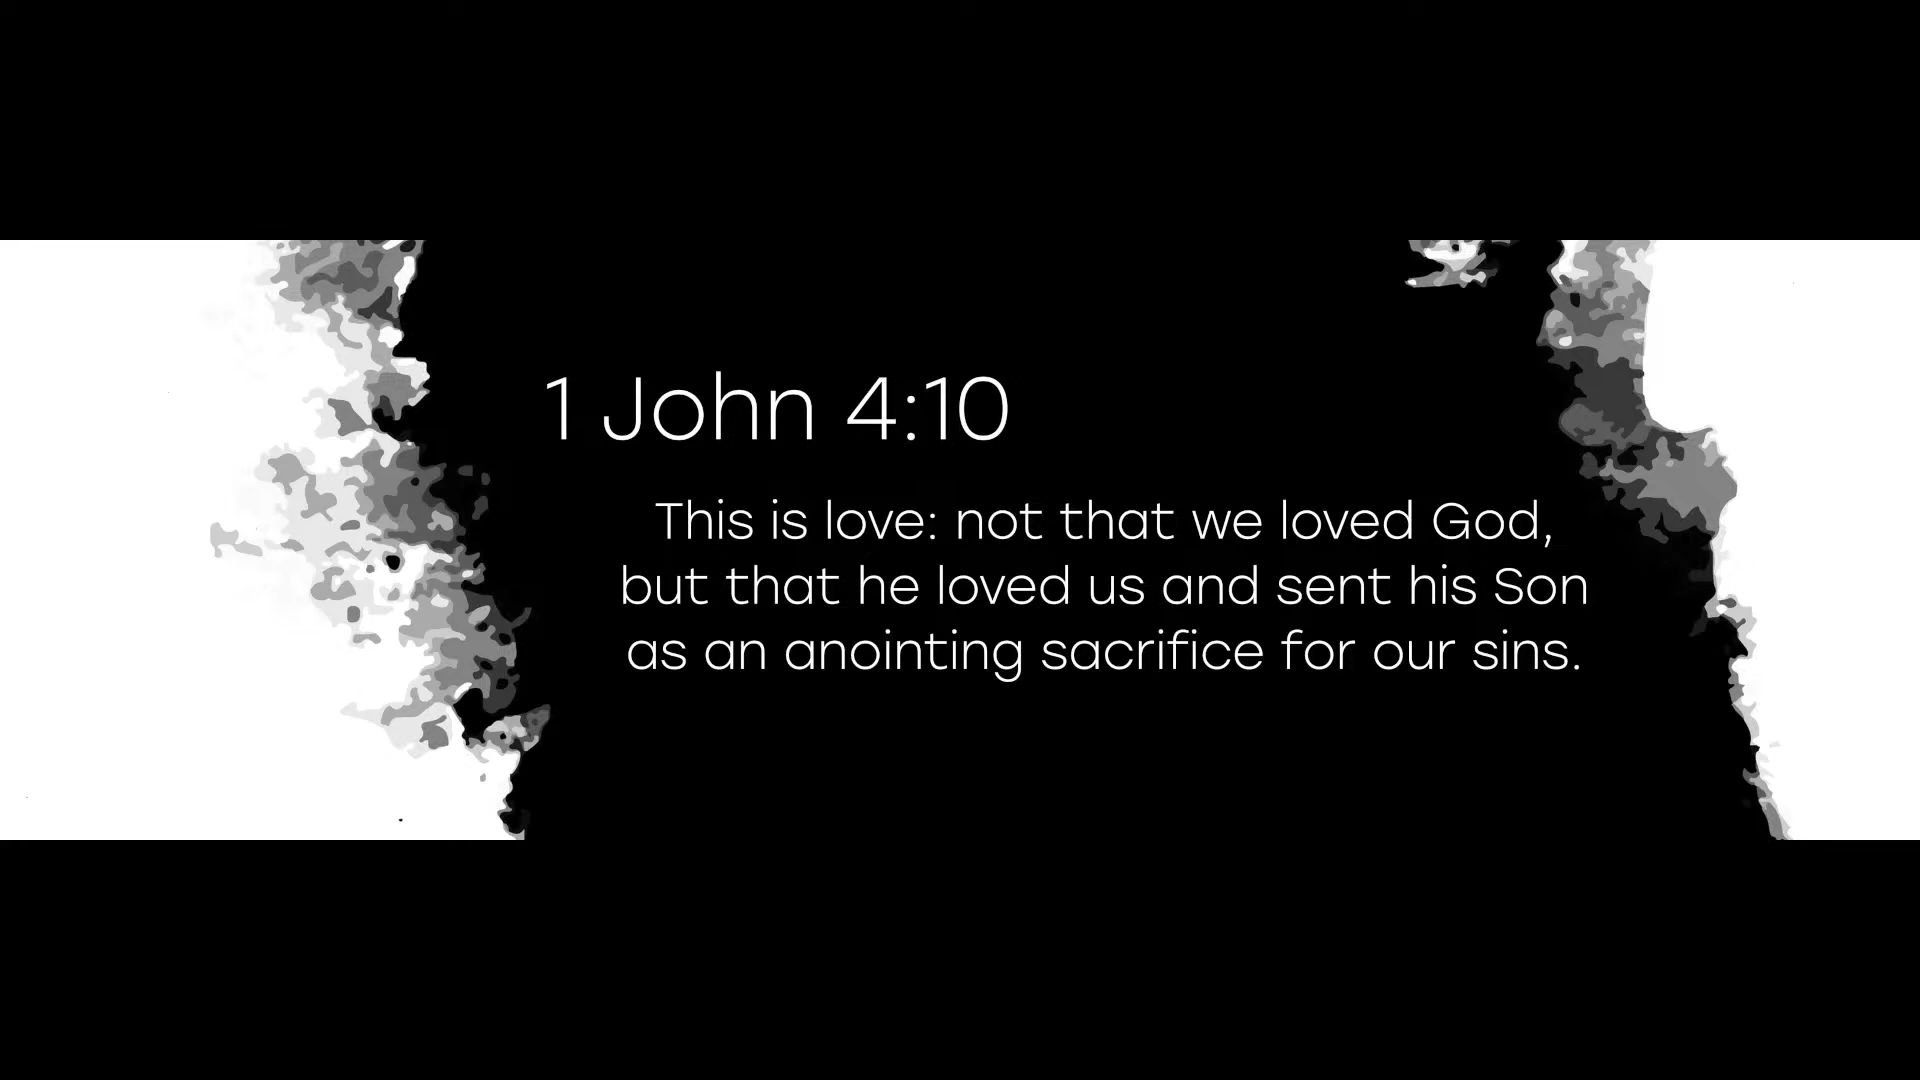 1 John 4:10
This is love: not that we loved God,
but that he loved us and sent his Son
as an anointing sacrifice for our sins.